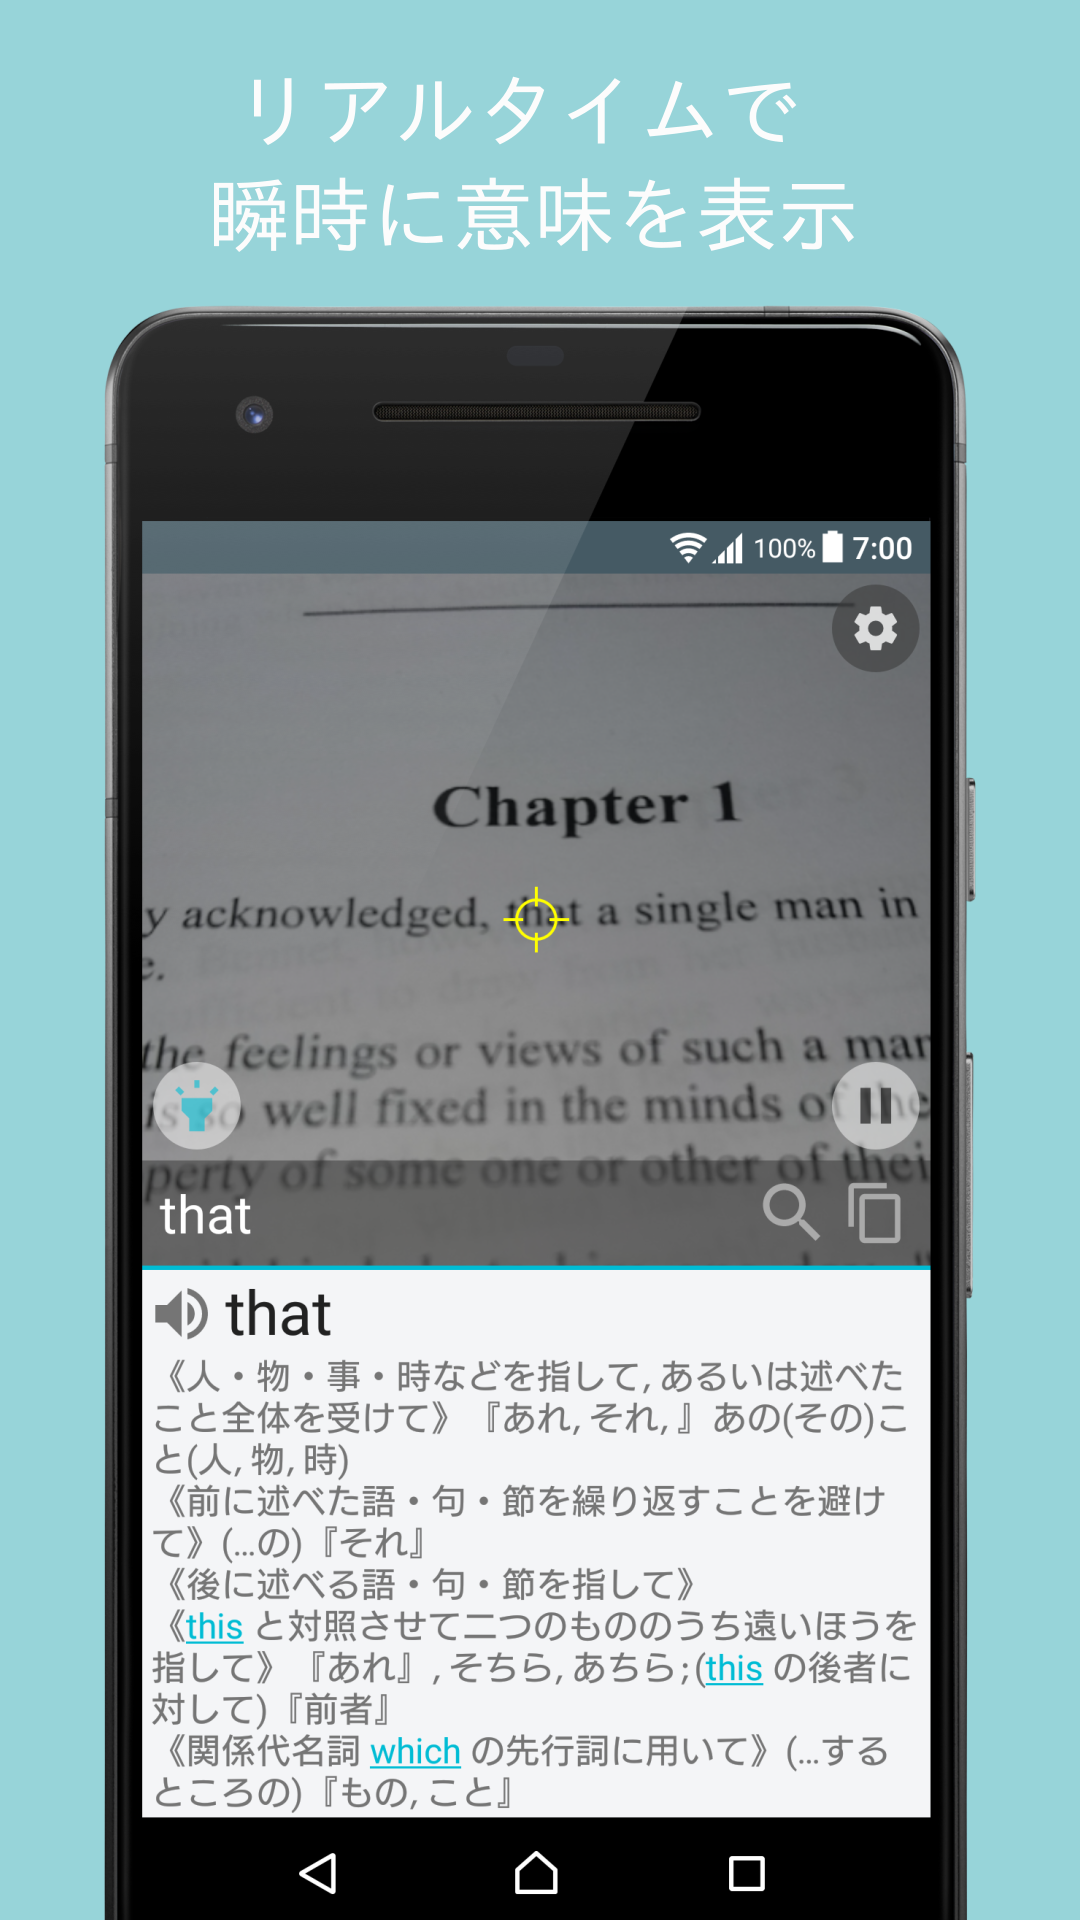 リアルタイムで
瞬時に意味を表示
100% 7:00
Chapter 1
y acknowledged, that a single man in
e.
the feelings or views of such a man
is so well fixed in the minds of the
perty of some one or other of thei
that
that
《人・物・事・時などを指して, あるいは述べた
こと全体を受けて》『あれ, それ, 』あの(その)こ
と(人, 物, 時)
《前に述べた語・句・節を繰り返すことを避け
て》(...の)『それ』
《後に述べる語・句・節を指して》
《this と対照させて二つのもののうち遠いほうを
指して》『あれ』, そちら, あちら; (this の後者に
対して)『前者』
《関係代名詞 which の先行詞に用いて》(...する
ところの)『もの, こと』